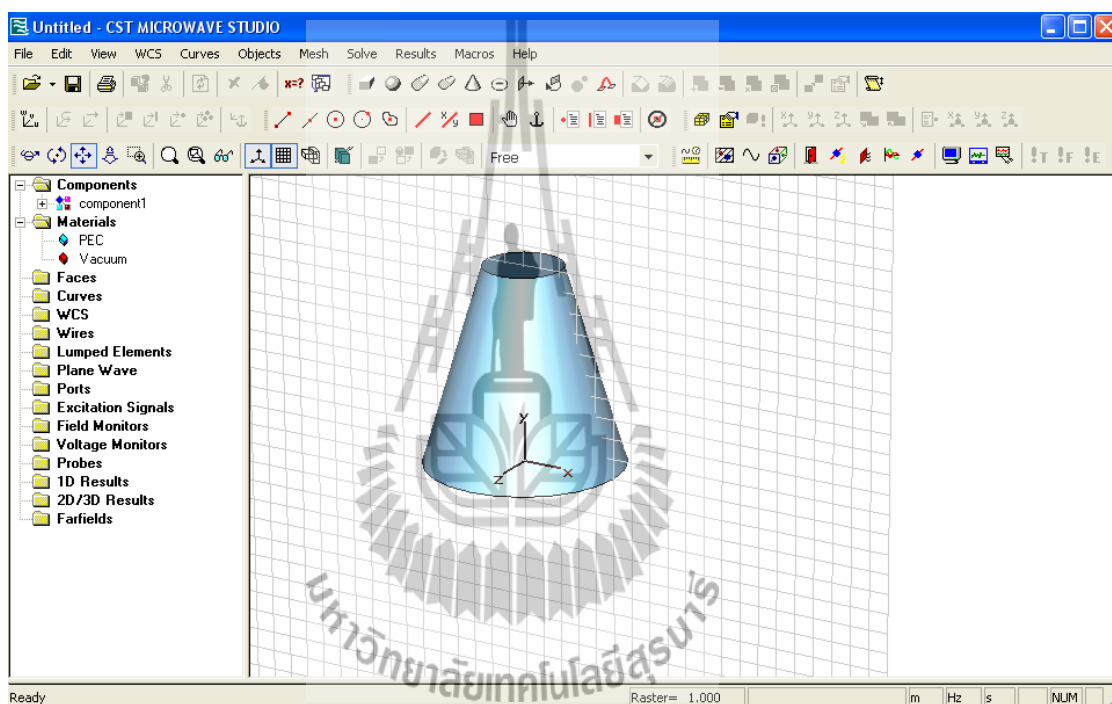 Untitled - CST MICROWAVE STUDIO
File Edit View WCS Curves Objects Mesh Solve Results Macros Help
x=?
Free
!T !F !E
Components
component1
Materials
PEC
Vacuum
Faces
Curves
WCS
Wires
Lumped Elements
Plane Wave
Ports
Excitation Signals
Field Monitors
Voltage Monitors
Probes
1D Results
2D/3D Results
Farfields
y
x
z
มหาวิทยาลัยเทคโนโลยีสุรนารี
Ready Raster= 1.000 m Hz s NUM